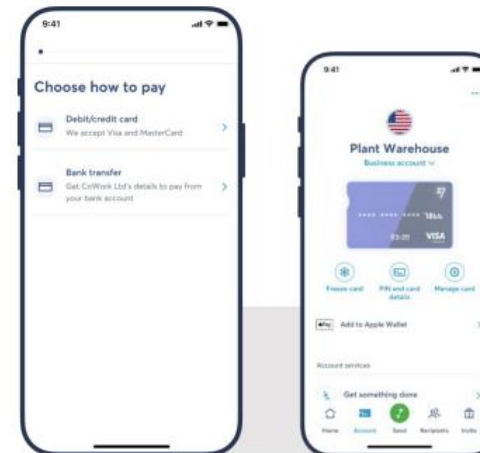 9:41
Choose how to pay
Debit/credit card
We accept Visa and MasterCard
Bank transfer
Get CoWork Ltd's details to pay from
your bank account
9:41
Plant Warehouse
Business account
VISA
Freeze card
PIN and card
details
Manage card
Pay Add to Apple Wallet
Account services
Get something done
Home Account Send Recipients Invite